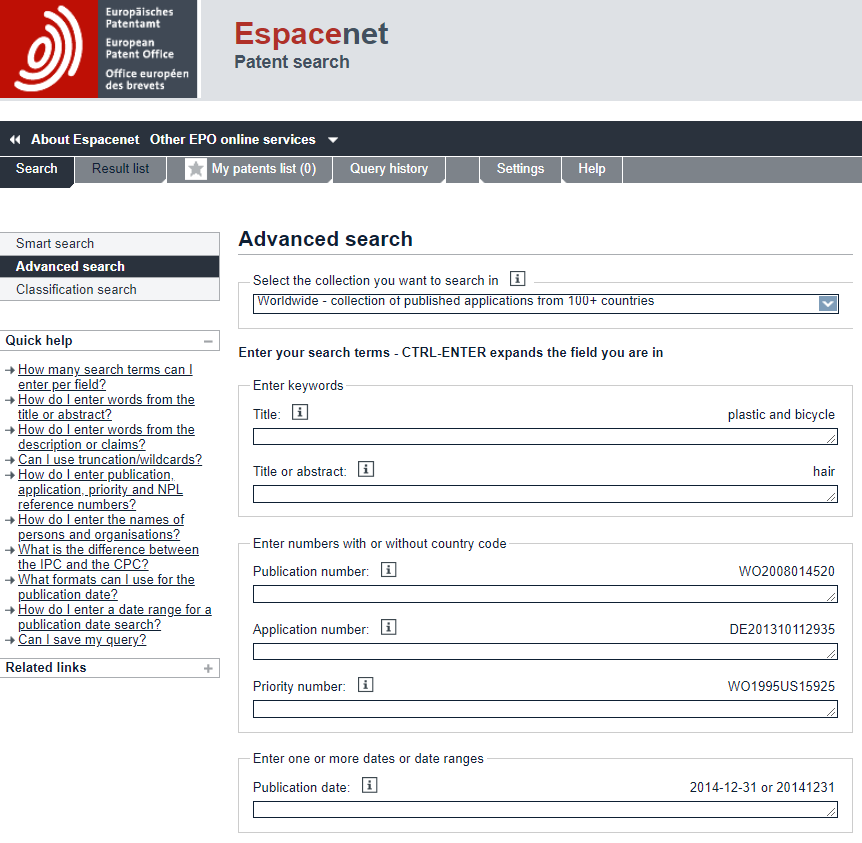 Europäisches
Patentamt
European
Patent Office
Office européen
des brevets
Espacenet
Patent search
About Espacenet Other EPO online services
Search Result list My patents list (0) Query history Settings Help
Smart search
Advanced search
Classification search
Quick help
How many search terms can I
enter per field?
How do I enter words from the
title or abstract?
How do I enter words from the
description or claims?
Can I use truncation/wildcards?
How do I enter publication,
application, priority and NPL
reference numbers?
How do I enter the names of
persons and organisations?
What is the difference between
the IPC and the CPC?
What formats can I use for the
publication date?
How do I enter a date range for a
publication date search?
Can I save my query?
Related links
Advanced search
Select the collection you want to search in
Worldwide - collection of published applications from 100+ countries
Enter your search terms - CTRL-ENTER expands the field you are in
Enter keywords
Title: plastic and bicycle
Title or abstract: hair
Enter numbers with or without country code
Publication number: WO2008014520
Application number: DE201310112935
Priority number: WO1995US15925
Enter one or more dates or date ranges
Publication date: 2014-12-31 or 20141231